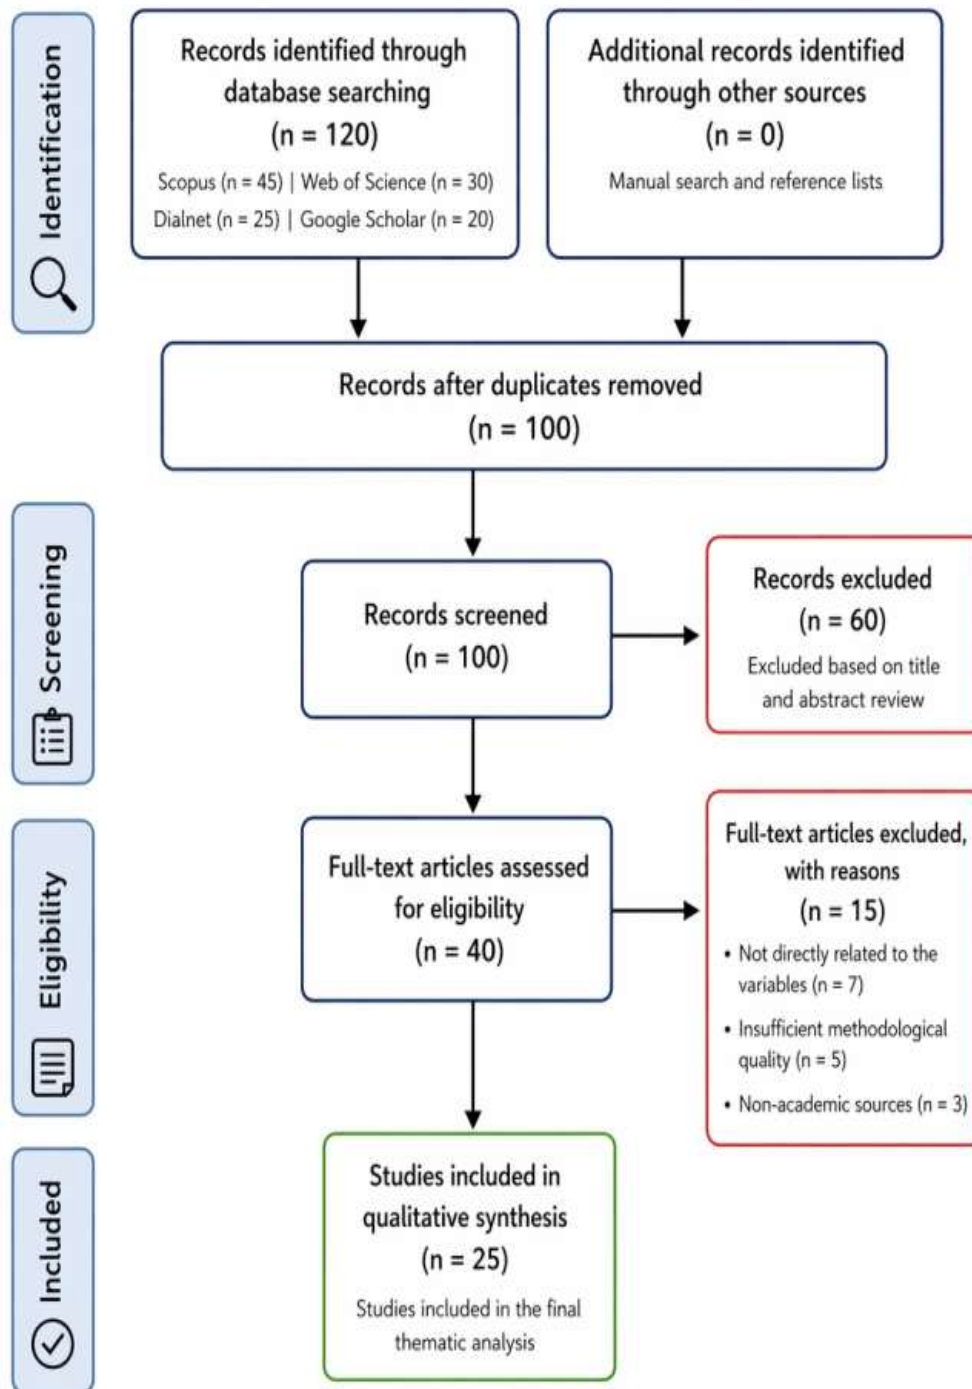 Identification
Records identified through
database searching
(n = 120)
Scopus (n = 45) | Web of Science (n = 30)
Dialnet (n = 25) | Google Scholar (n = 20)
Additional records identified
through other sources
(n = 0)
Manual search and reference lists
Records after duplicates removed
(n = 100)
Screening
Records screened
(n = 100)
Records excluded
(n = 60)
Excluded based on title
and abstract review
Eligibility
Full-text articles assessed
for eligibility
(n = 40)
Full-text articles excluded,
with reasons
(n = 15)
• Not directly related to the
variables (n = 7)
• Insufficient methodological
quality (n = 5)
• Non-academic sources (n = 3)
Included
Studies included in
qualitative synthesis
(n = 25)
Studies included in the final
thematic analysis